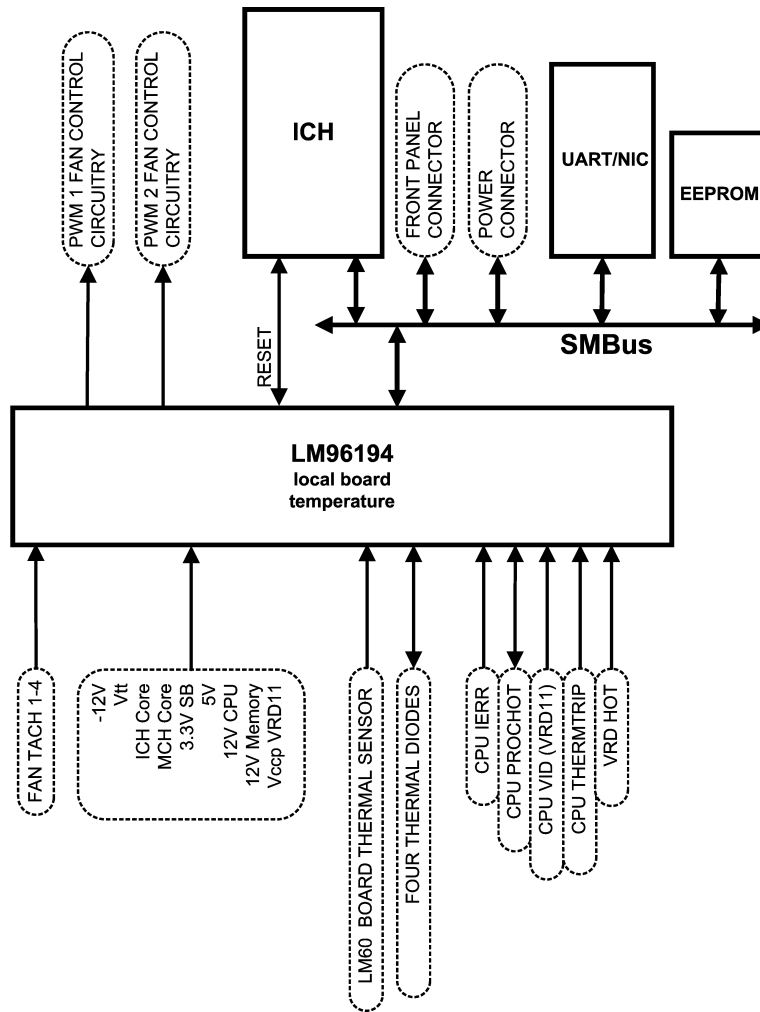 PWM 1 FAN CONTROL
CIRCUITRY
PWM 2 FAN CONTROL
CIRCUITRY
ICH
FRONT PANEL
CONNECTOR
POWER
CONNECTOR
UART/NIC
EEPROM
RESET
SMBus
LM96194
local board
temperature
FAN TACH 1-4
-12V
Vtt
ICH Core
MCH Core
3.3V SB
5V
12V CPU
12V Memory
Vccp VRD11
LM60 BOARD THERMAL SENSOR
FOUR THERMAL DIODES
CPU IERR
CPU PROCHOT
CPU VID (VRD11)
CPU THERMTRIP
VRD HOT